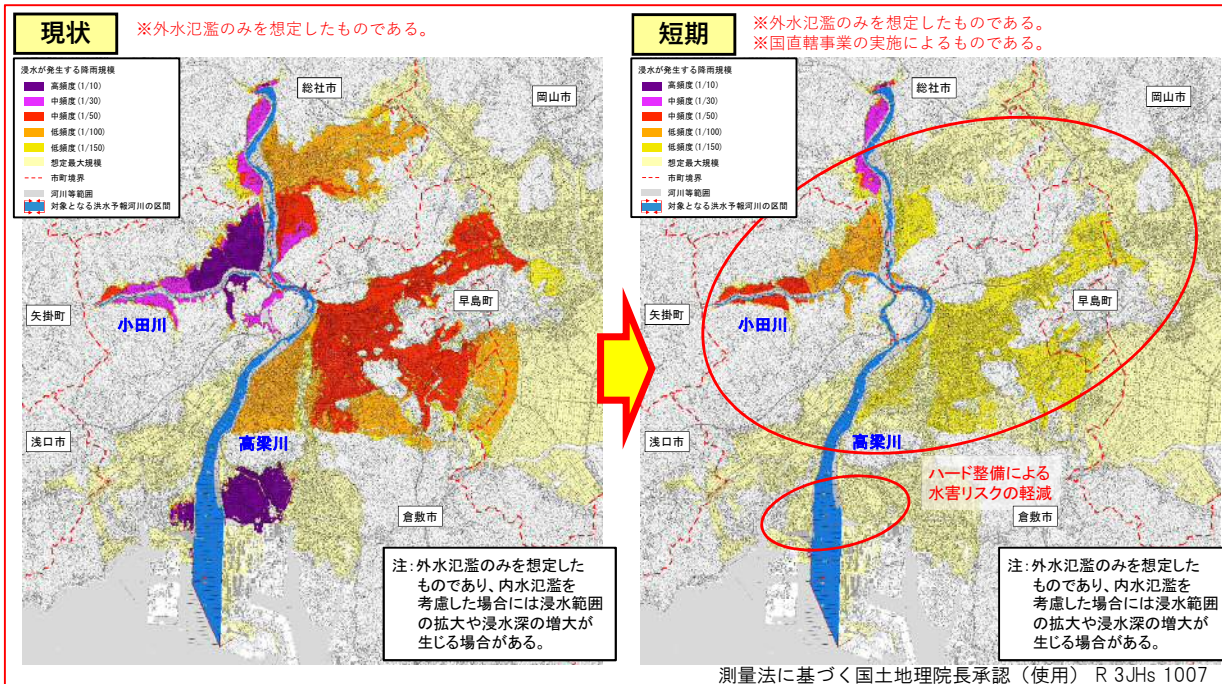 現状
※外水氾濫のみを想定したものである。
浸水が発生する降雨規模
高頻度(1/10)
中頻度(1/30)
中頻度(1/50)
低頻度(1/100)
低頻度(1/150)
想定最大規模
市町境界
河川等範囲
対象となる洪水予報河川の区間
総社市
岡山市
矢掛町
小田川
早島町
浅口市
高梁川
倉敷市
注:外水氾濫のみを想定した
ものであり、内水氾濫を
考慮した場合には浸水範囲
の拡大や浸水深の増大が
生じる場合がある。
短期
※外水氾濫のみを想定したものである。
※国直轄事業の実施によるものである。
浸水が発生する降雨規模
高頻度(1/10)
中頻度(1/30)
中頻度(1/50)
低頻度(1/100)
低頻度(1/150)
想定最大規模
市町境界
河川等範囲
対象となる洪水予報河川の区間
総社市
岡山市
矢掛町
小田川
早島町
浅口市
高梁川
ハード整備による
水害リスクの軽減
倉敷市
注:外水氾濫のみを想定した
ものであり、内水氾濫を
考慮した場合には浸水範囲
の拡大や浸水深の増大が
生じる場合がある。
測量法に基づく国土地理院長承認(使用) R 3JHs 1007